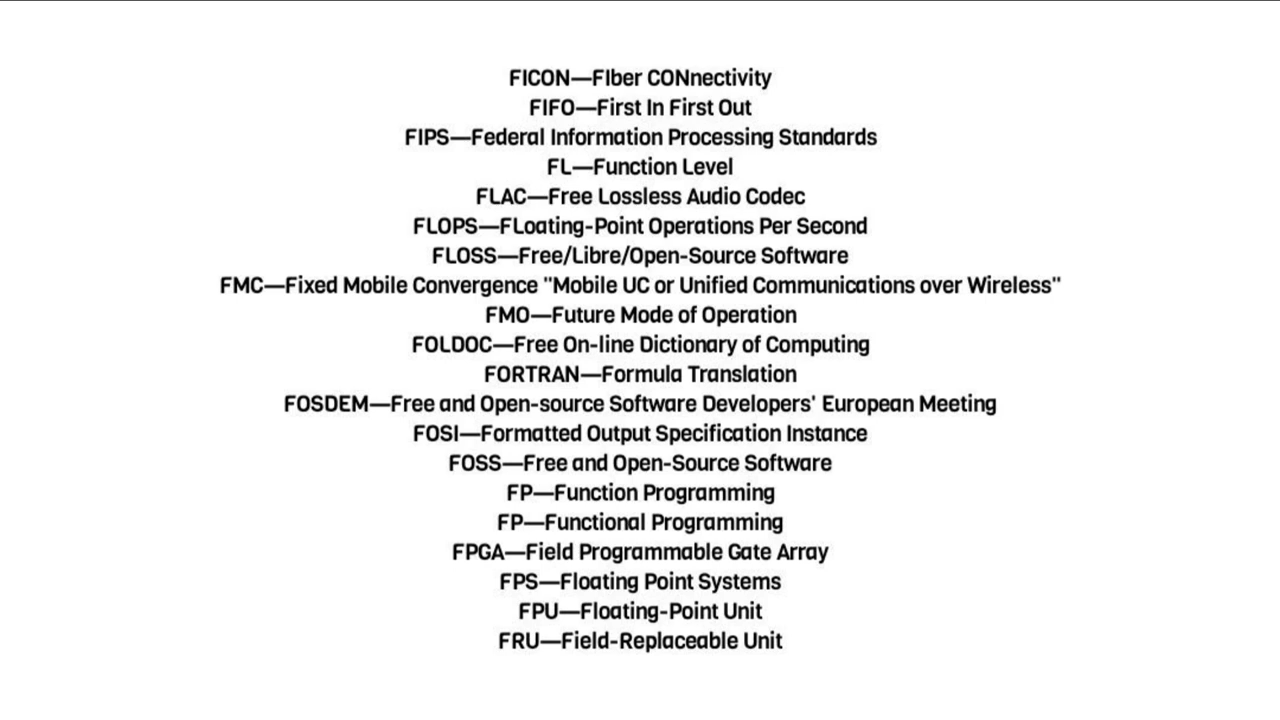 FICON—FIber CONnectivity
FIFO—First In First Out
FIPS—Federal Information Processing Standards
FL—Function Level
FLAC—Free Lossless Audio Codec
FLOPS—FLoating-Point Operations Per Second
FLOSS—Free/Libre/Open-Source Software
FMC—Fixed Mobile Convergence "Mobile UC or Unified Communications over Wireless"
FMO—Future Mode of Operation
FOLDOC—Free On-line Dictionary of Computing
FORTRAN—Formula Translation
FOSDEM—Free and Open-source Software Developers' European Meeting
FOSI—Formatted Output Specification Instance
FOSS—Free and Open-Source Software
FP—Function Programming
FP—Functional Programming
FPGA—Field Programmable Gate Array
FPS—Floating Point Systems
FPU—Floating-Point Unit
FRU—Field-Replaceable Unit